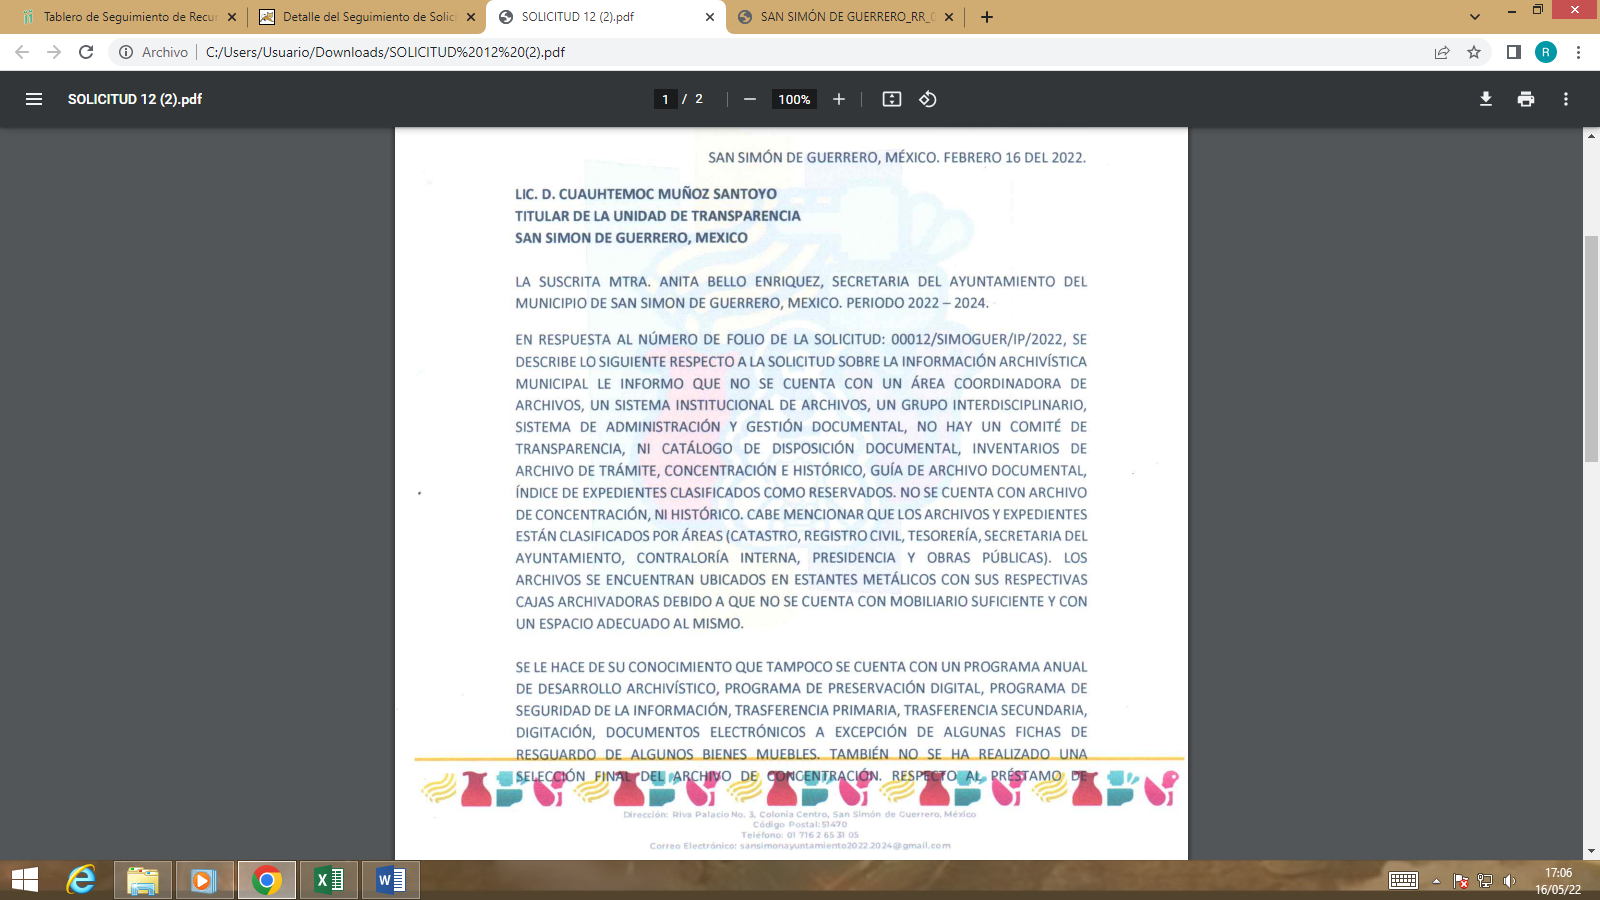 Tablero de Seguimiento de Recur
Detalle del Seguimiento de Solici
SOLICITUD 12 (2).pdf
SAN SIMÓN DE GUERRERO_RR_0
Archivo
C:/Users/Usuario/Downloads/SOLICITUD%2012%20(2).pdf
R
SOLICITUD 12 (2).pdf
1 / 2
100%
SAN SIMÓN DE GUERRERO, MÉXICO. FEBRERO 16 DEL 2022.
LIC. D. CUAUHTEMOC MUÑOZ SANTOYO
TITULAR DE LA UNIDAD DE TRANSPARENCIA
SAN SIMON DE GUERRERO, MEXICO
LA SUSCRITA MTRA. ANITA BELLO ENRIQUEZ, SECRETARIA DEL AYUNTAMIENTO DEL
MUNICIPIO DE SAN SIMON DE GUERRERO, MEXICO. PERIODO 2022 – 2024.
EN RESPUESTA AL NÚMERO DE FOLIO DE LA SOLICITUD: 00012/SIMOGUER/IP/2022, SE
DESCRIBE LO SIGUIENTE RESPECTO A LA SOLICITUD SOBRE LA INFORMACIÓN ARCHIVÍSTICA
MUNICIPAL LE INFORMO QUE NO SE CUENTA CON UN ÁREA COORDINADORA DE
ARCHIVOS, UN SISTEMA INSTITUCIONAL DE ARCHIVOS, UN GRUPO INTERDISCIPLINARIO,
SISTEMA DE ADMINISTRACIÓN Y GESTIÓN DOCUMENTAL, NO HAY UN COMITÉ DE
TRANSPARENCIA, NI CATÁLOGO DE DISPOSICIÓN DOCUMENTAL, INVENTARIOS DE
ARCHIVO DE TRÁMITE, CONCENTRACIÓN E HISTÓRICO, GUÍA DE ARCHIVO DOCUMENTAL,
ÍNDICE DE EXPEDIENTES CLASIFICADOS COMO RESERVADOS. NO SE CUENTA CON ARCHIVO
DE CONCENTRACIÓN, NI HISTÓRICO. CABE MENCIONAR QUE LOS ARCHIVOS Y EXPEDIENTES
ESTÁN CLASIFICADOS POR ÁREAS (CATASTRO, REGISTRO CIVIL, TESORERÍA, SECRETARIA DEL
AYUNTAMIENTO, CONTRALORÍA INTERNA, PRESIDENCIA Y OBRAS PÚBLICAS). LOS
ARCHIVOS SE ENCUENTRAN UBICADOS EN ESTANTES METÁLICOS CON SUS RESPECTIVAS
CAJAS ARCHIVADORAS DEBIDO A QUE NO SE CUENTA CON MOBILIARIO SUFICIENTE Y CON
UN ESPACIO ADECUADO AL MISMO.
SE LE HACE DE SU CONOCIMIENTO QUE TAMPOCO SE CUENTA CON UN PROGRAMA ANUAL
DE DESARROLLO ARCHIVÍSTICO, PROGRAMA DE PRESERVACIÓN DIGITAL, PROGRAMA DE
SEGURIDAD DE LA INFORMACIÓN, TRASFERENCIA PRIMARIA, TRASFERENCIA SECUNDARIA,
DIGITACIÓN, DOCUMENTOS ELECTRÓNICOS A EXCEPCIÓN DE ALGUNAS FICHAS DE
RESGUARDO DE ALGUNOS BIENES MUEBLES. TAMBIÉN NO SE HA REALIZADO UNA
SELECCIÓN FINAL DEL ARCHIVO DE CONCENTRACIÓN. RESPECTO AL PRÉSTAMO DE
Dirección: Riva Palacio No. 3, Colonia Centro, San Simón de Guerrero, México
Código Postal:51470
Teléfono: 01 716 2 65 31 05
Correo Electrónico: sansimonayuntamiento2022.2024@gmail.com
17:06
16/05/22